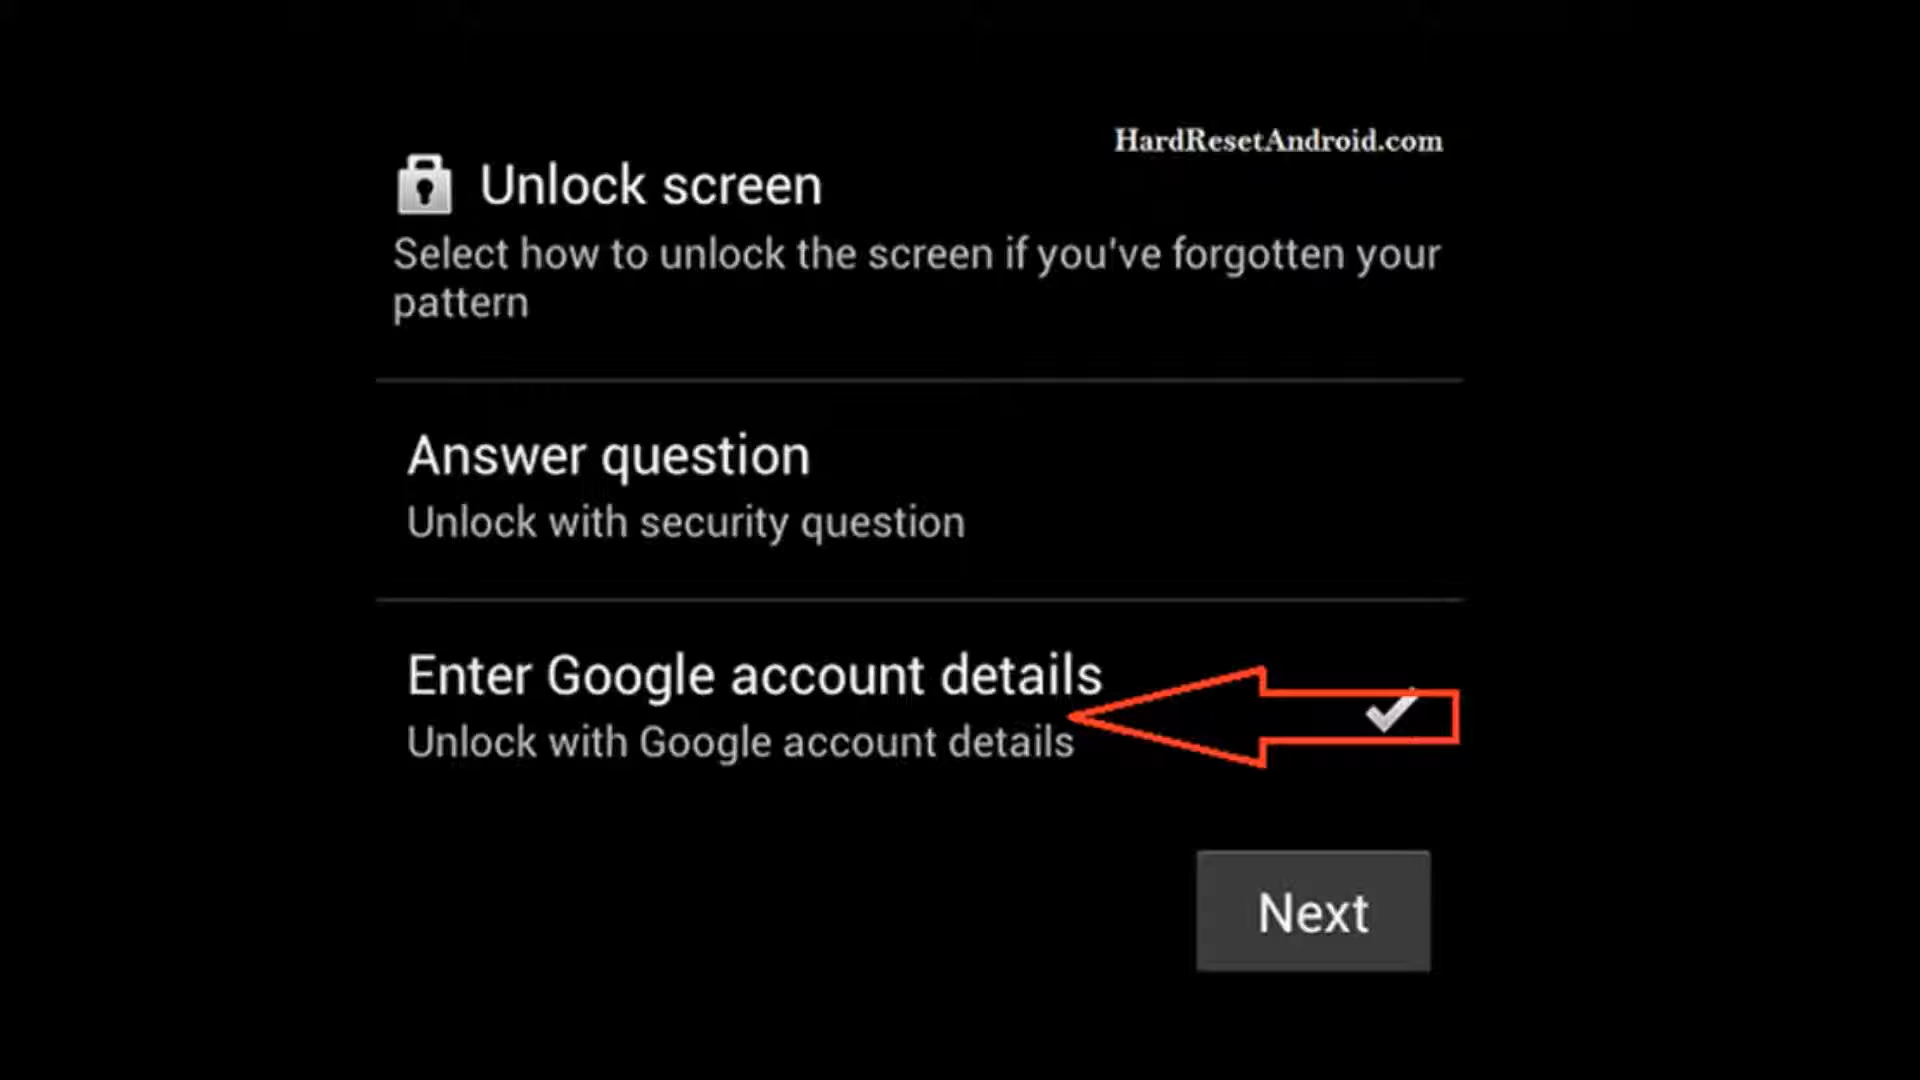 HardResetAndroid.com
Unlock screen
Select how to unlock the screen if you've forgotten your
pattern
Answer question
Unlock with security question
Enter Google account details
Unlock with Google account details
Next